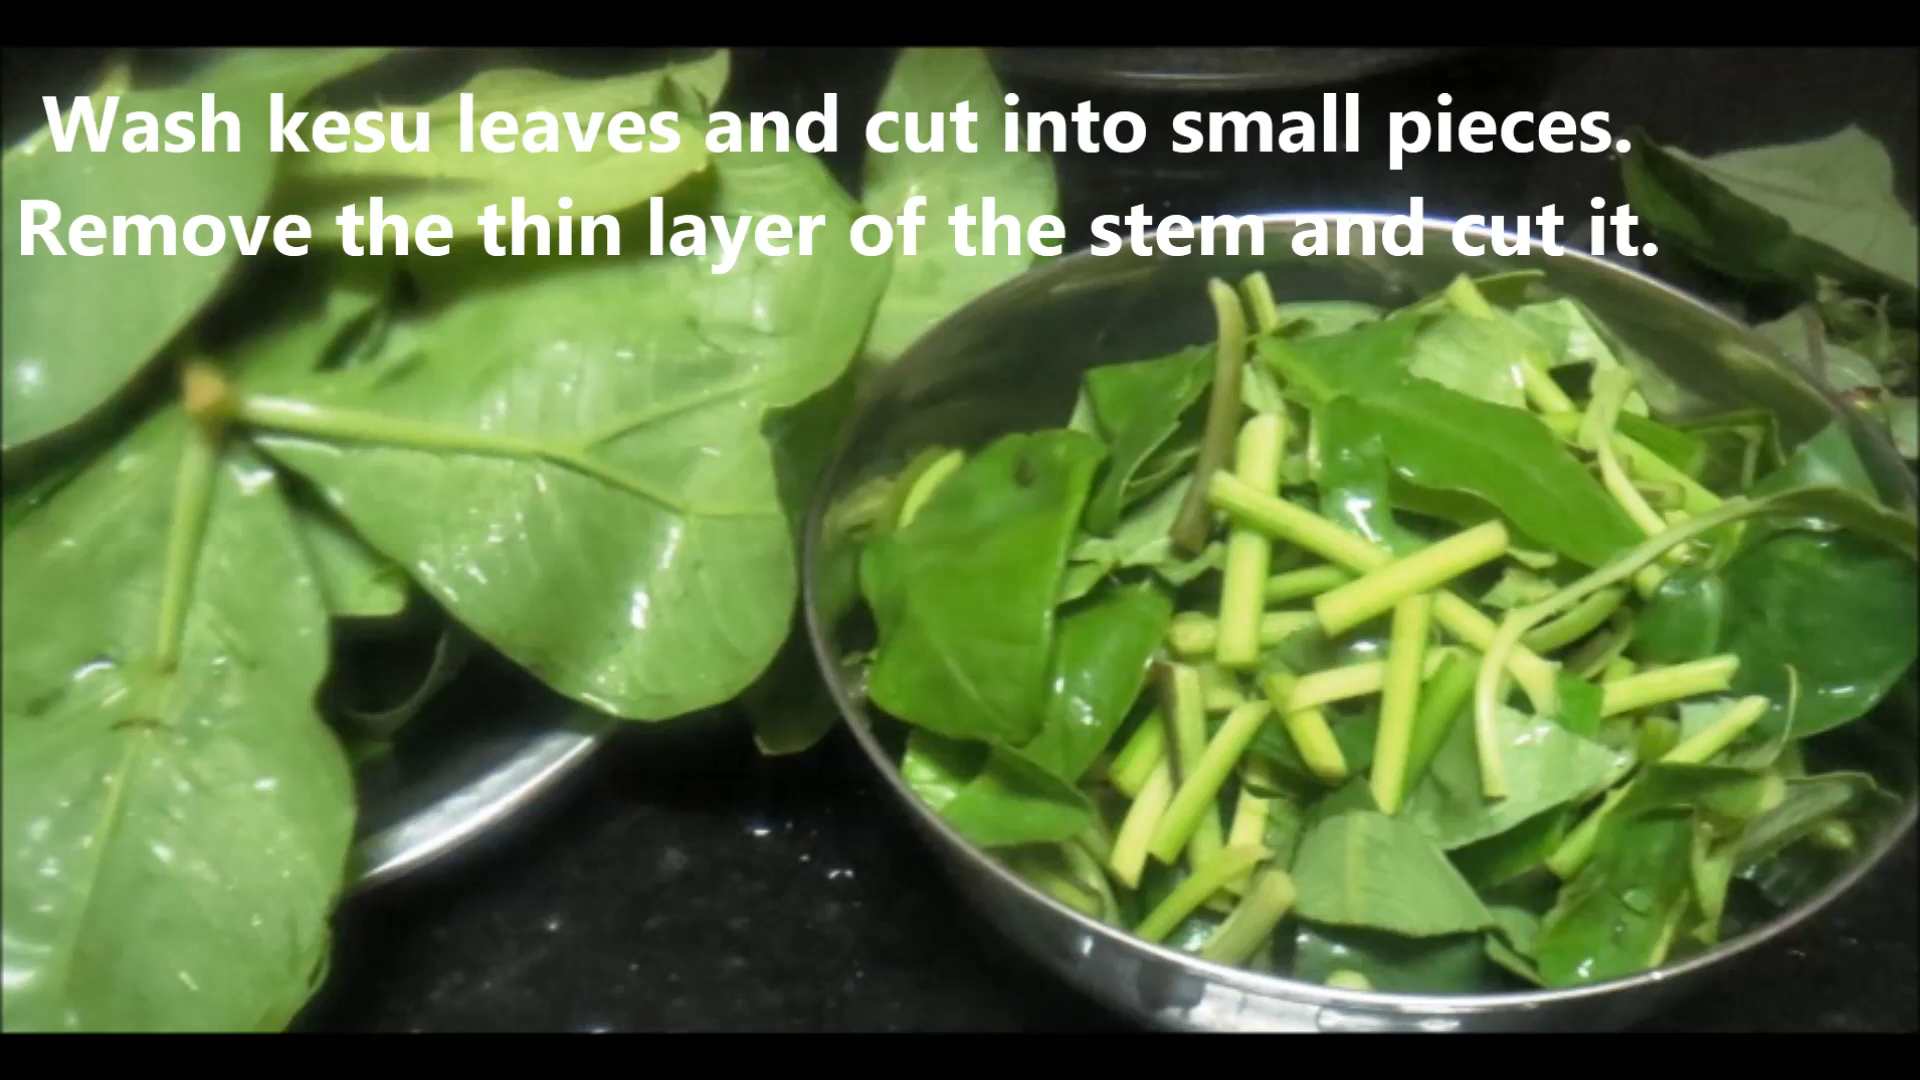 Wash kesu leaves and cut into small pieces.
Remove the thin layer of the stem and cut it.